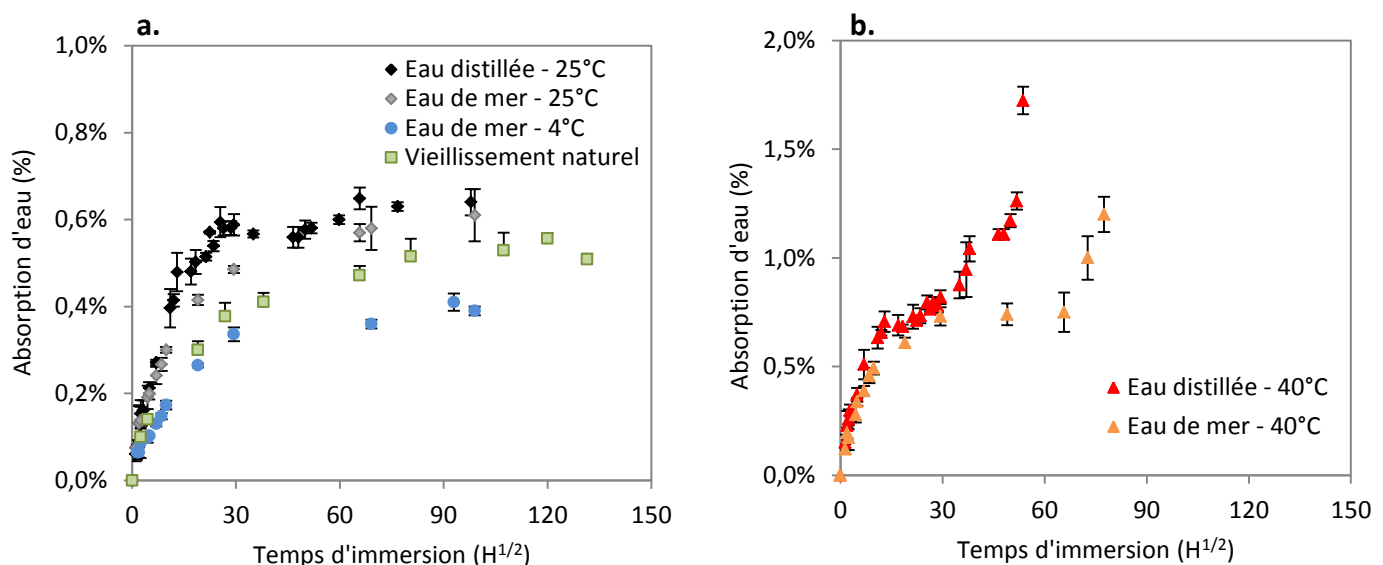 a.
Absorption d'eau (%)
1,0%
0,8%
0,6%
0,4%
0,2%
0,0%
Eau distillée - 25°C
Eau de mer - 25°C
Eau de mer - 4°C
Vieillissement naturel
0 30 60 90 120 150
Temps d'immersion (H^1/2)
b.
Absorption d'eau (%)
2,0%
1,5%
1,0%
0,5%
0,0%
Eau distillée - 40°C
Eau de mer - 40°C
0 30 60 90 120 150
Temps d'immersion (H^1/2)